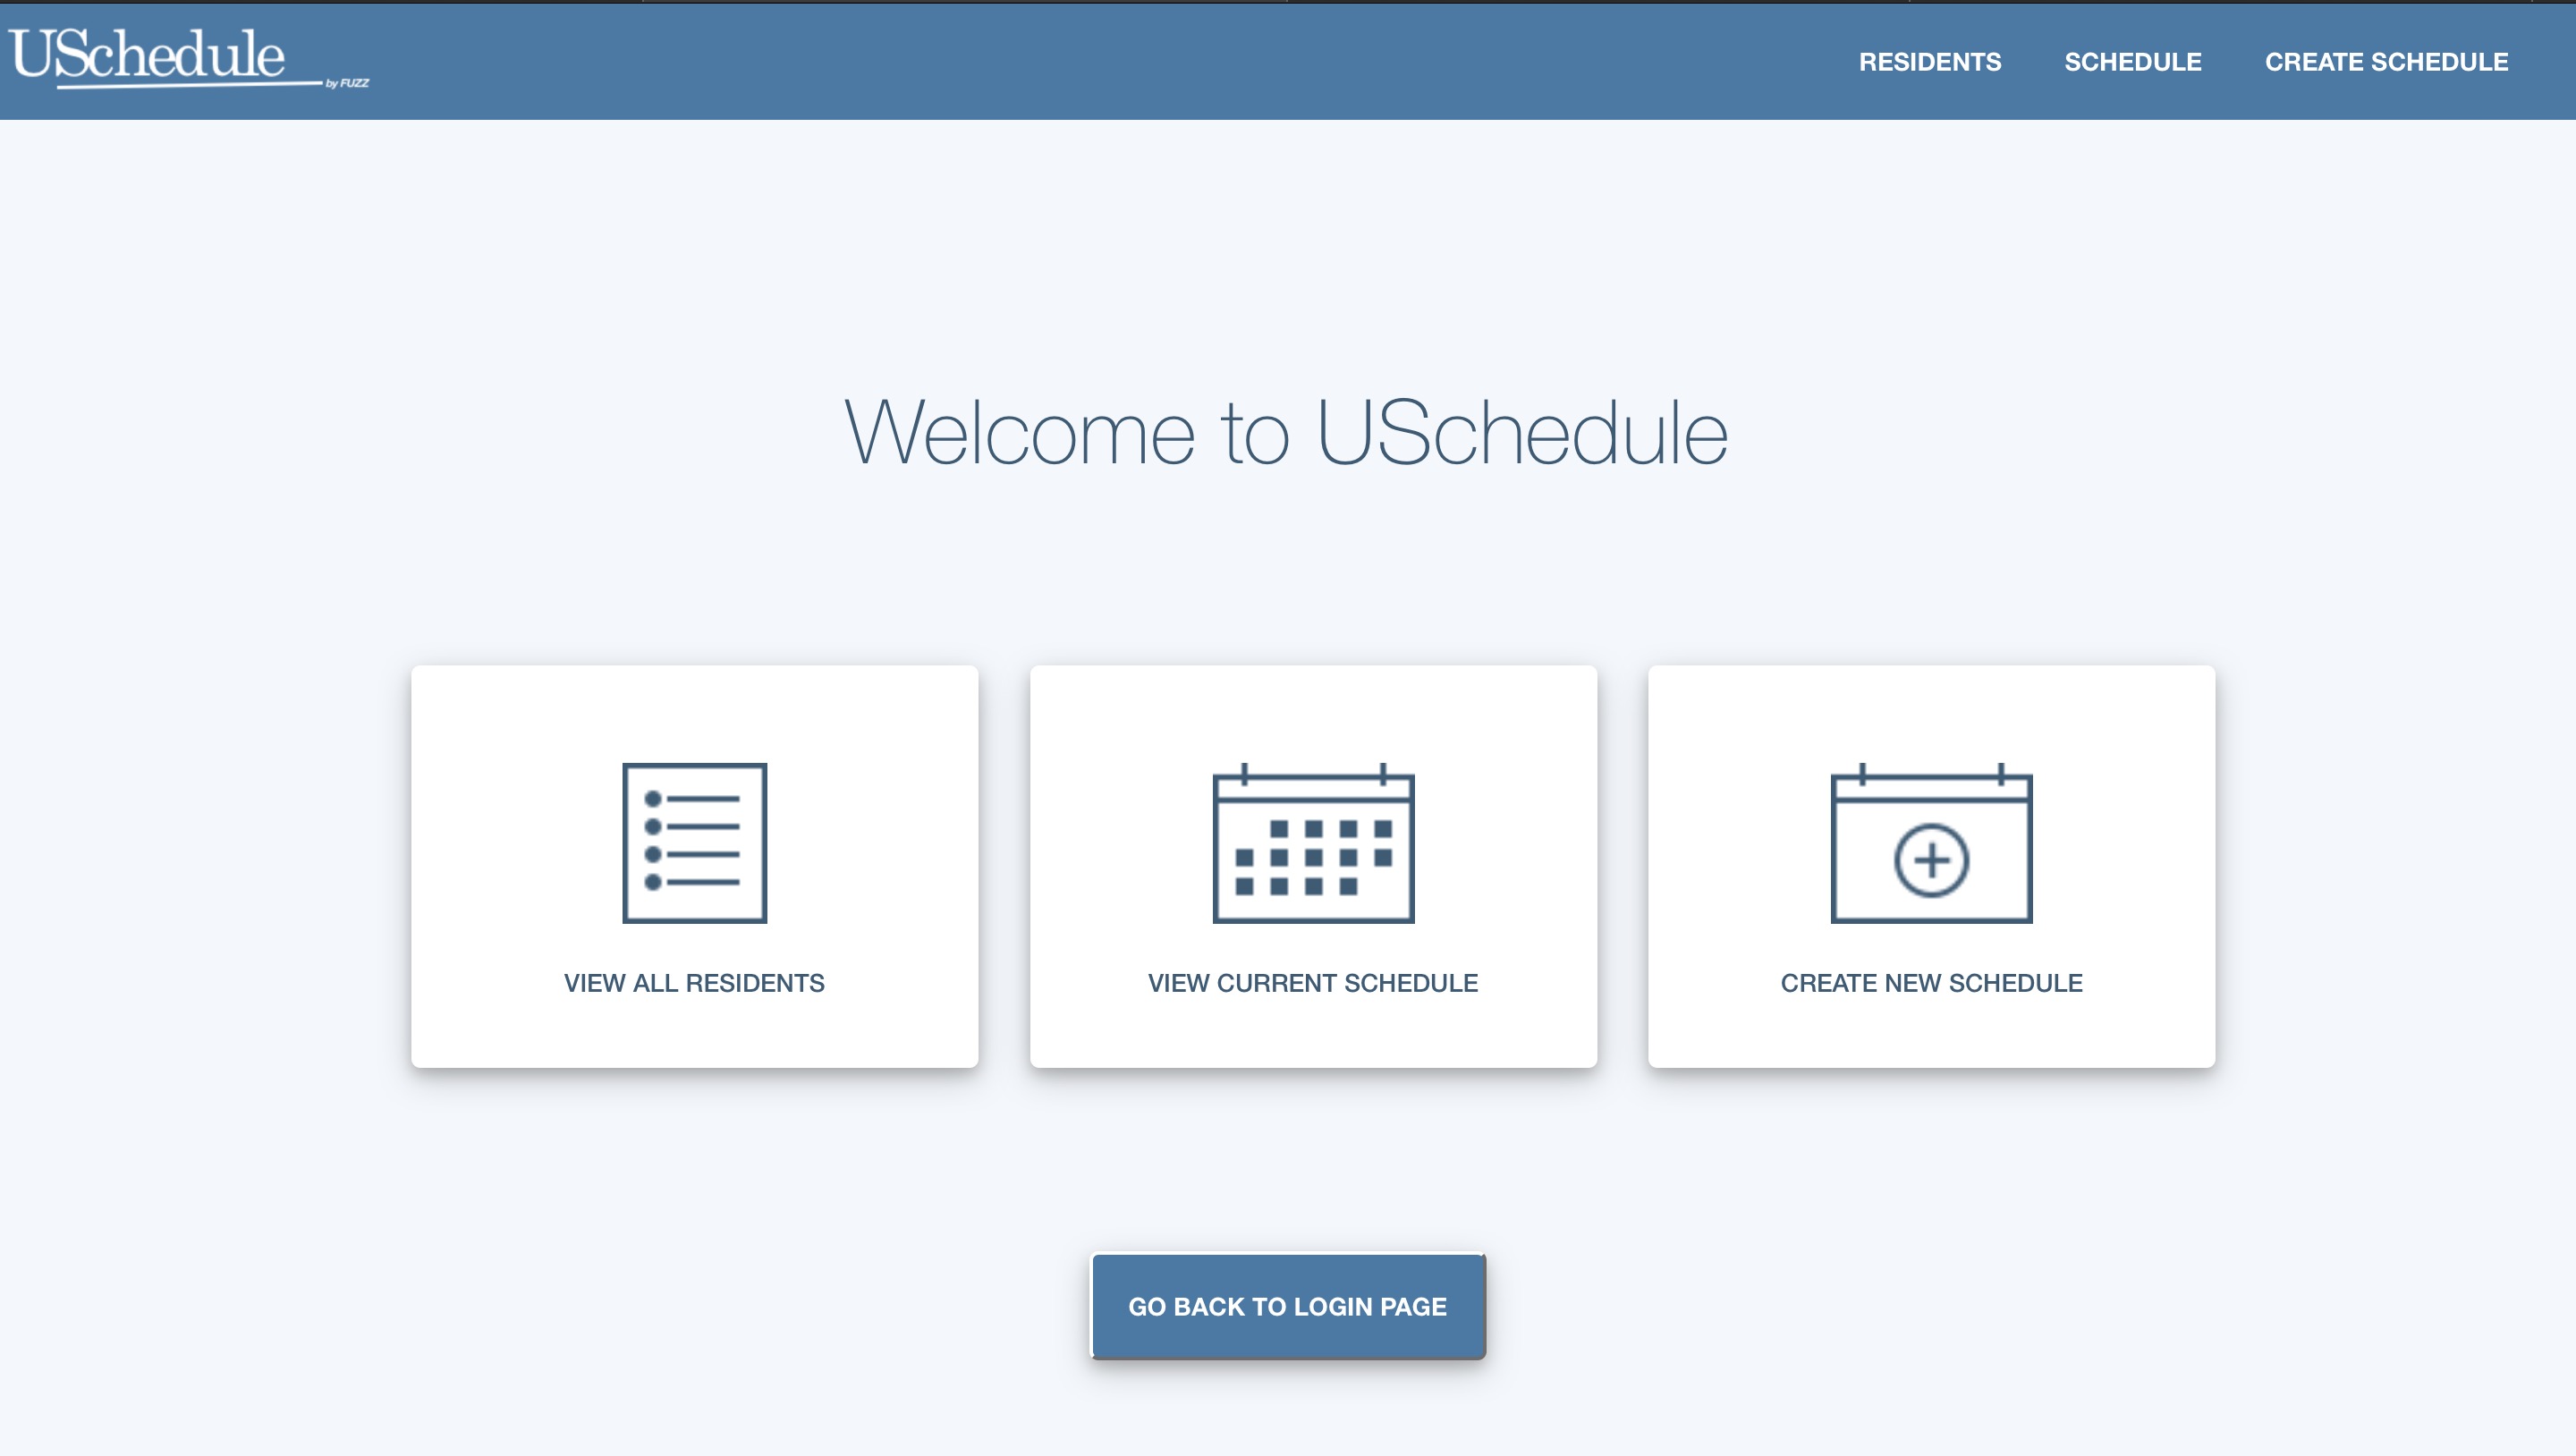 USchedule
by FUZZ
RESIDENTS SCHEDULE CREATE SCHEDULE
Welcome to USchedule
VIEW ALL RESIDENTS VIEW CURRENT SCHEDULE CREATE NEW SCHEDULE
GO BACK TO LOGIN PAGE